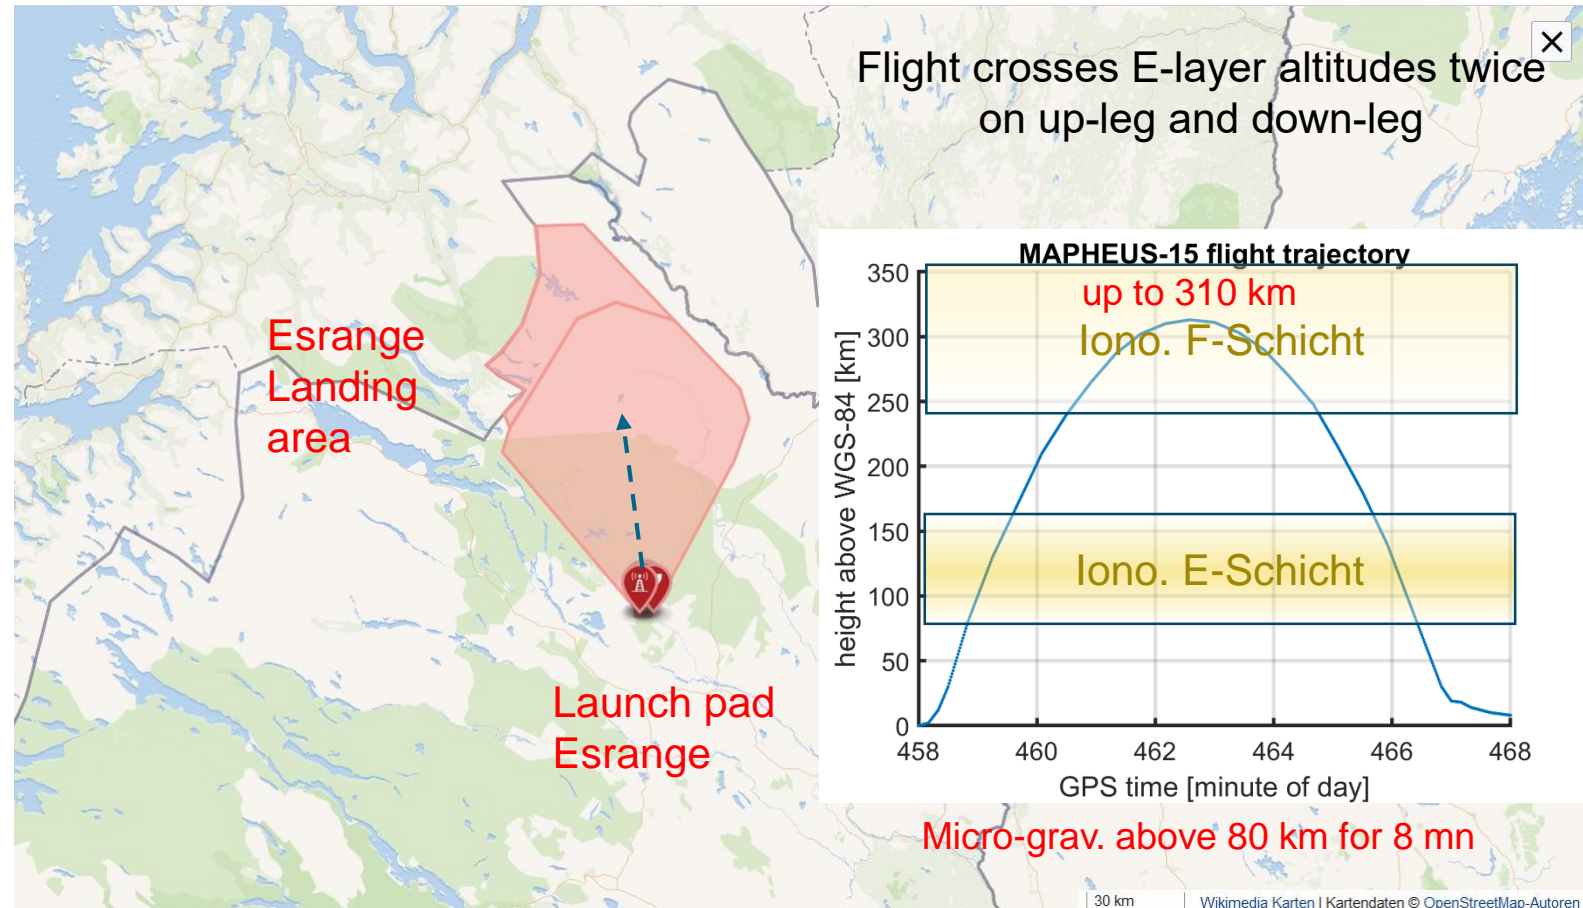 Flight crosses E-layer altitudes twice
on up-leg and down-leg
Esrange
Landing
area
Launch pad
Esrange
MAPHEUS-15 flight trajectory
up to 310 km
Iono. F-Schicht
Iono. E-Schicht
height above WGS-84 [km]
350
300
250
200
150
100
50
0
458 460 462 464 466 468
GPS time [minute of day]
Micro-grav. above 80 km for 8 mn
30 km
Wikimedia Karten | Kartendaten © OpenStreetMap-Autoren